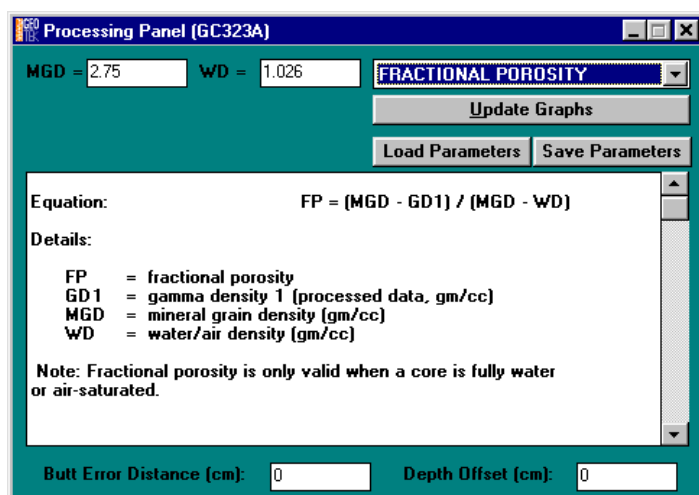 GEO
TEK
Processing Panel (GC323A)
MGD = 2.75 WD = 1.026 FRACTIONAL POROSITY
Update Graphs
Load Parameters Save Parameters
Equation: FP = (MGD - GD1) / (MGD - WD)
Details:
FP = fractional porosity
GD1 = gamma density 1 (processed data, gm/cc)
MGD = mineral grain density (gm/cc)
WD = water/air density (gm/cc)
Note: Fractional porosity is only valid when a core is fully water
or air-saturated.
Butt Error Distance (cm): 0 Depth Offset (cm): 0